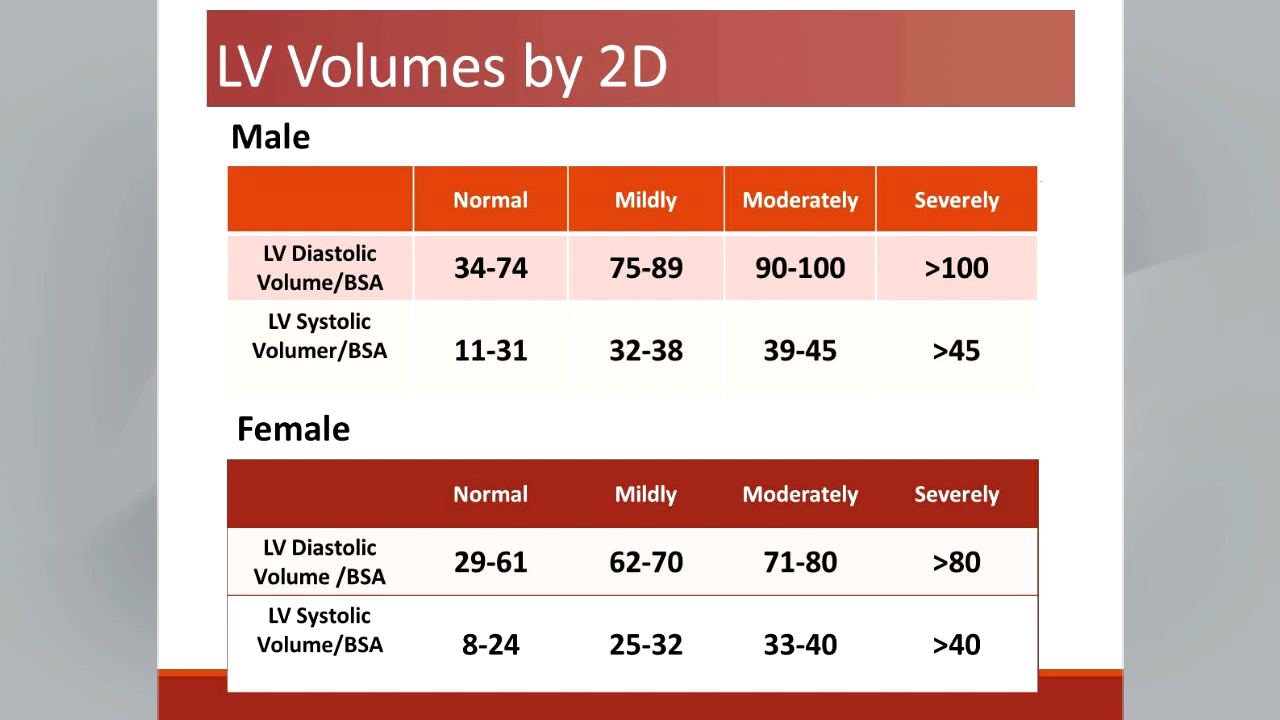 LV Volumes by 2D
Male
Normal Mildly Moderately Severely
LV Diastolic
Volume/BSA 34-74 75-89 90-100 >100
LV Systolic
Volumer/BSA 11-31 32-38 39-45 >45
Female
Normal Mildly Moderately Severely
LV Diastolic
Volume /BSA 29-61 62-70 71-80 >80
LV Systolic
Volume/BSA 8-24 25-32 33-40 >40